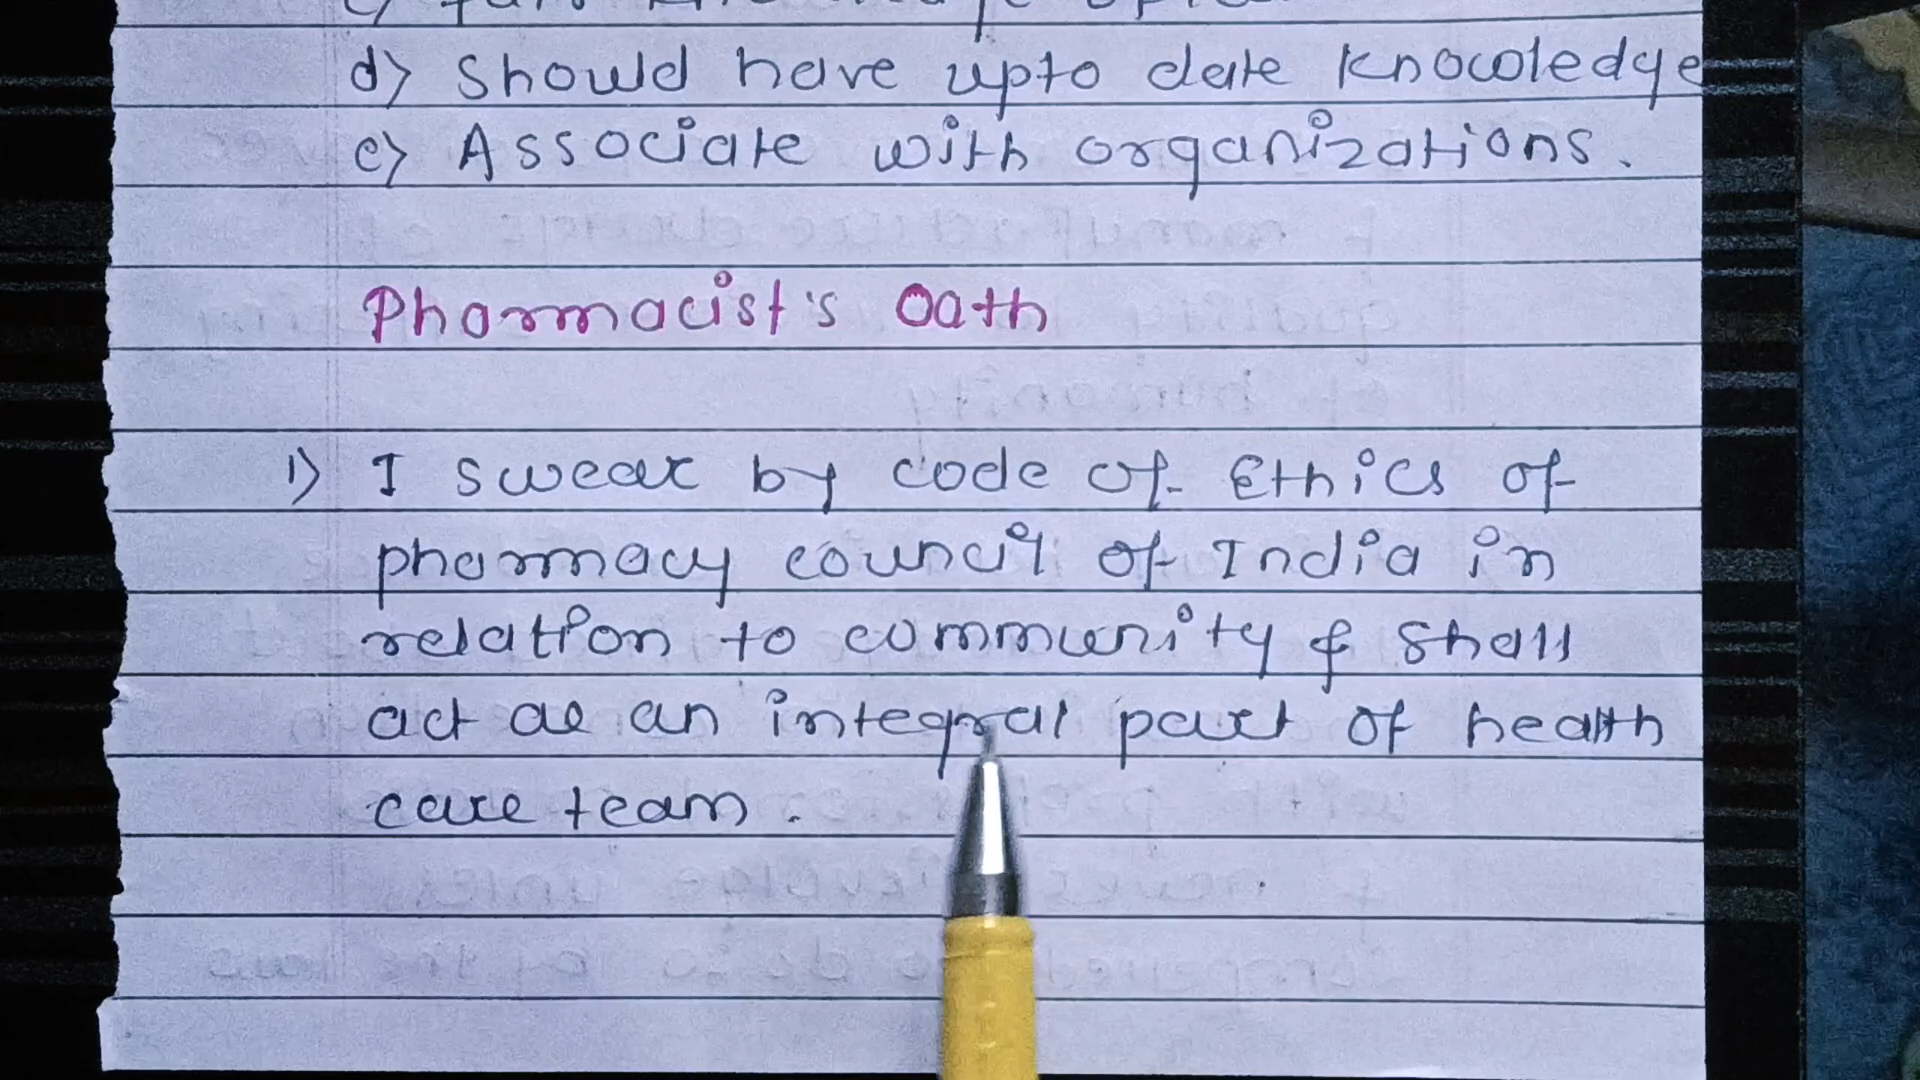 d) Should have upto date knowledge
e) Associate with organizations.
Pharmacist's Oath
1) I swear by code of Ethics of
pharmacy council of India in
relation to community & shall
act as an integral part of health
care team.